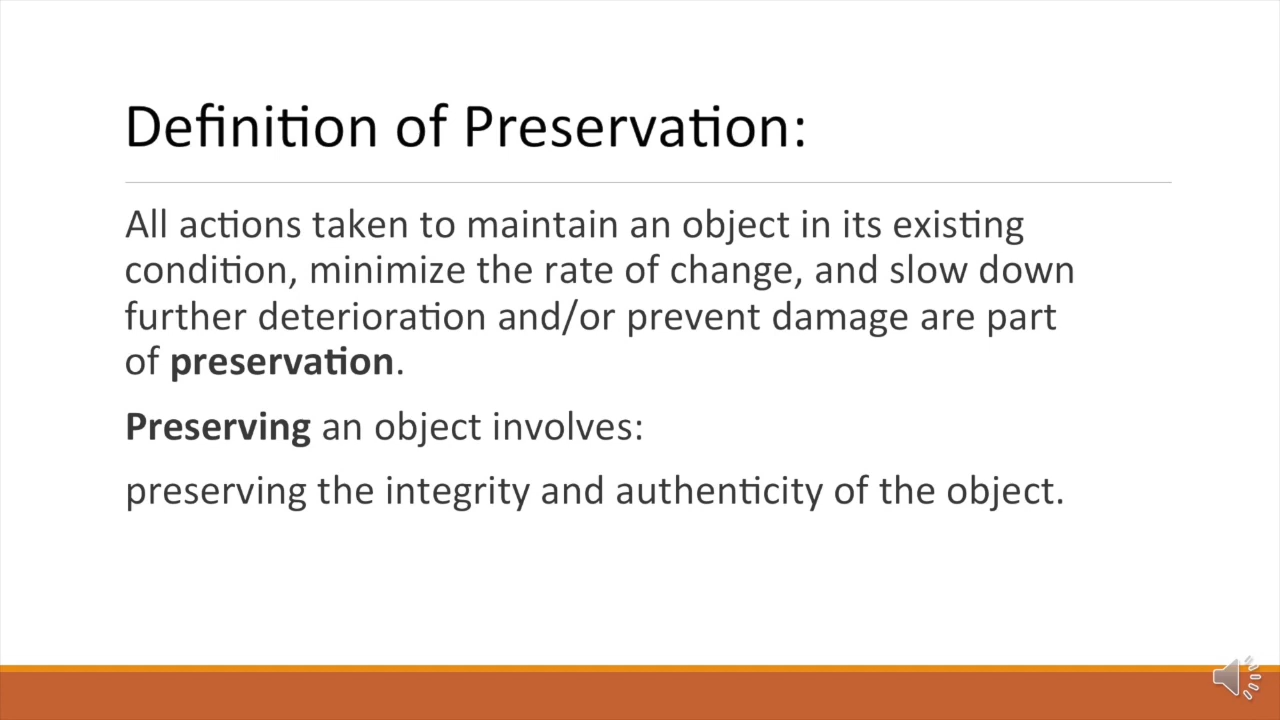 Definition of Preservation:
All actions taken to maintain an object in its existing
condition, minimize the rate of change, and slow down
further deterioration and/or prevent damage are part
of preservation.
Preserving an object involves:
preserving the integrity and authenticity of the object.